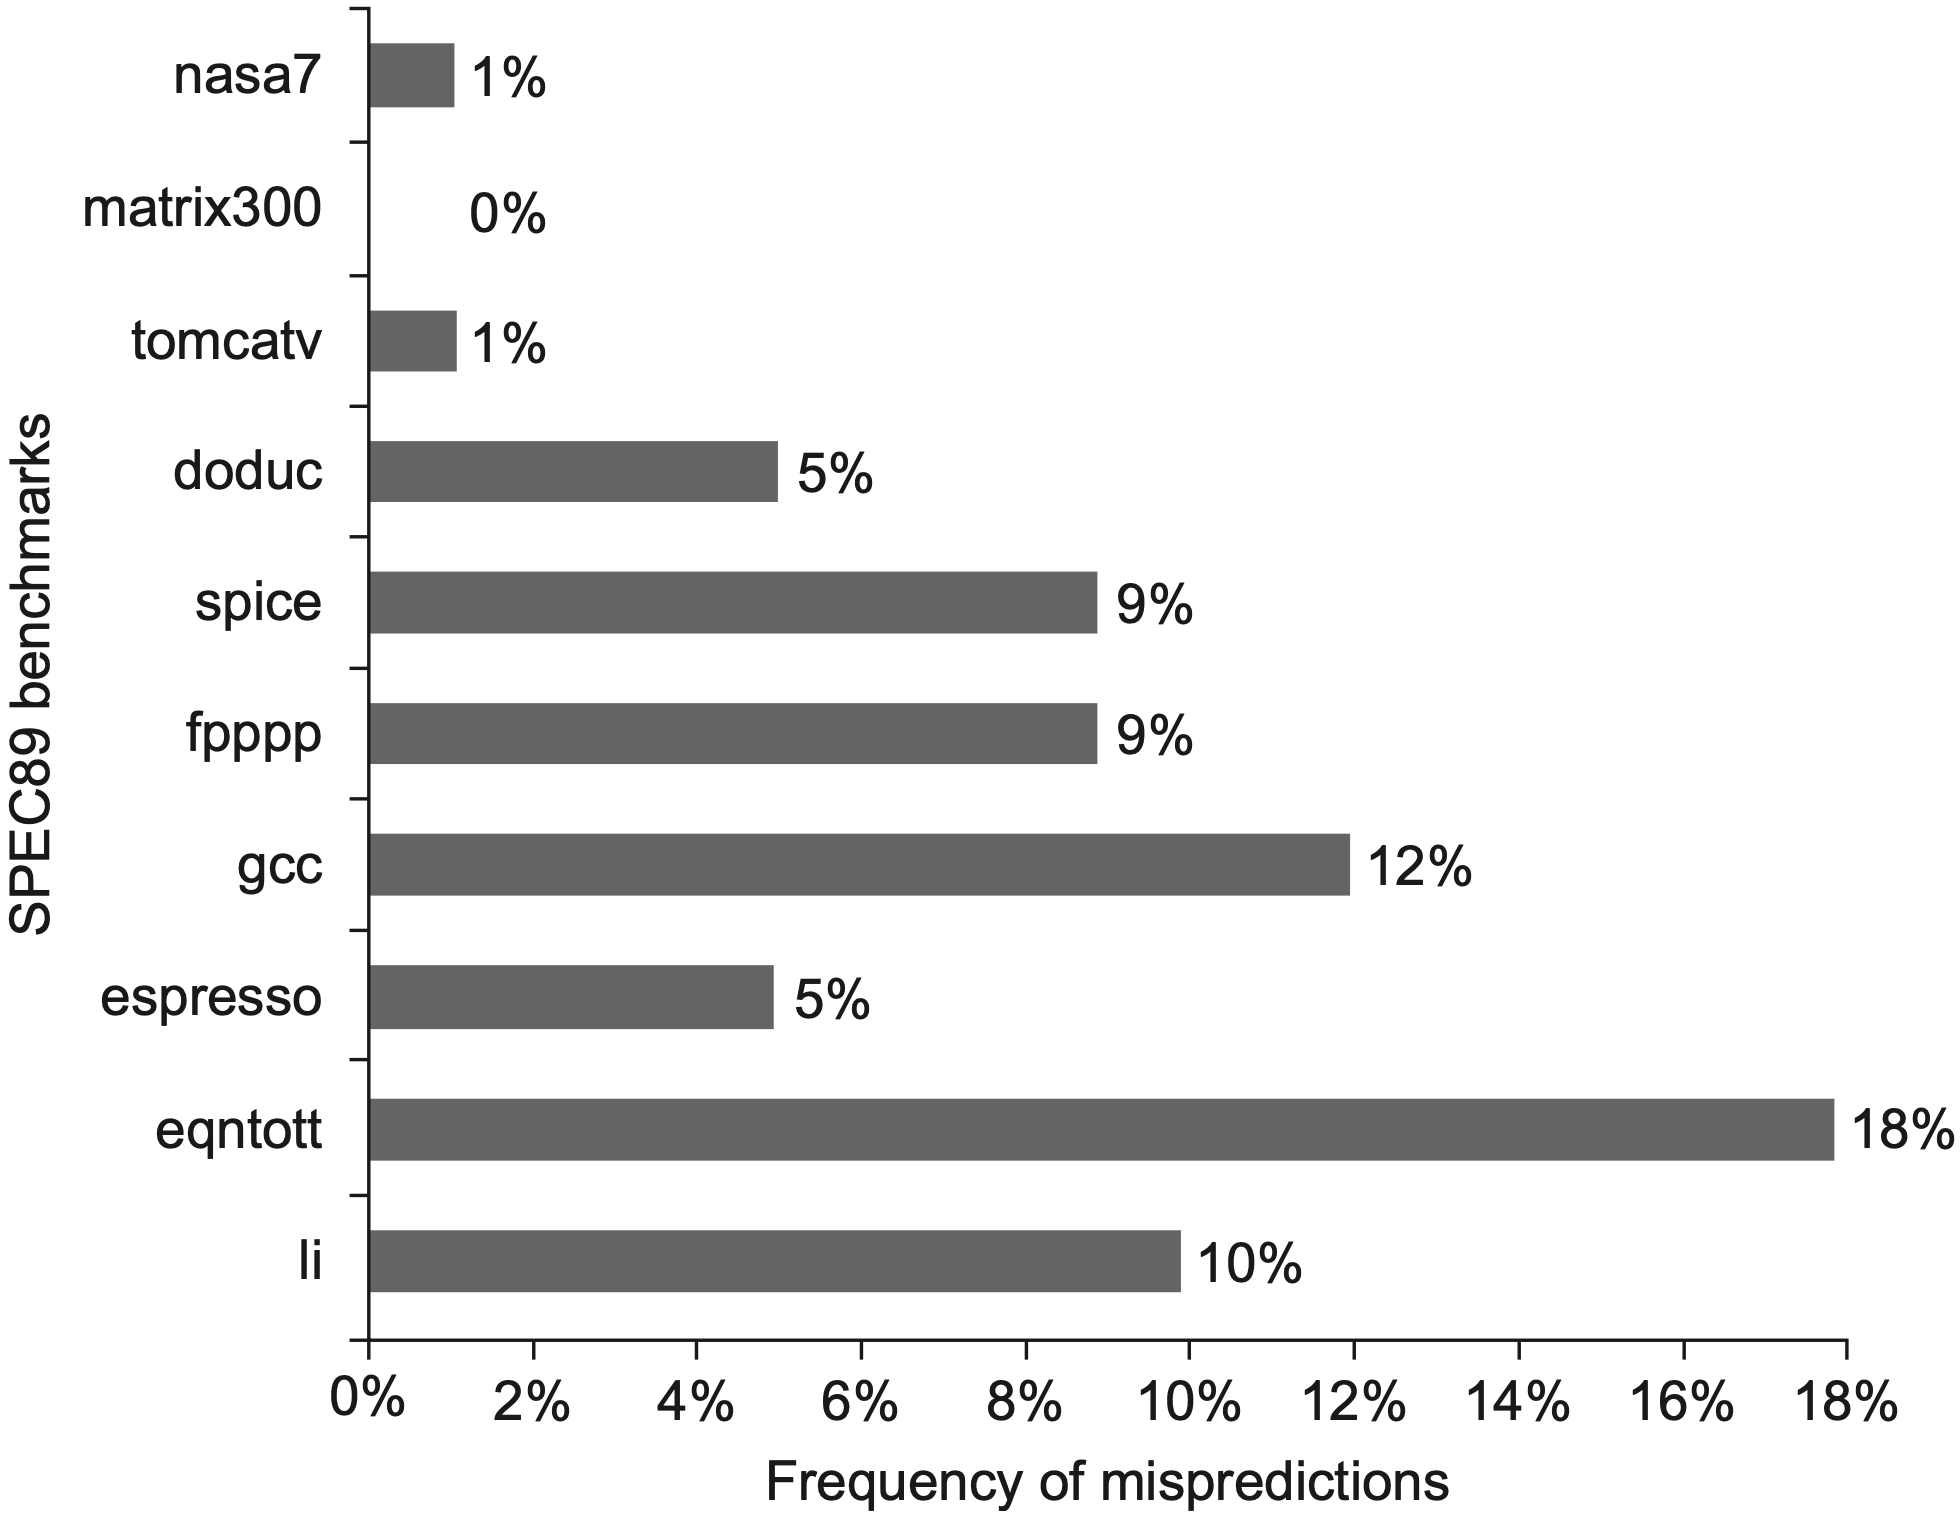 nasa7 1%
matrix300 0%
tomcatv 1%
doduc 5%
spice 9%
fpppp 9%
gcc 12%
espresso 5%
eqntott 18%
li 10%
SPEC89 benchmarks
0% 2% 4% 6% 8% 10% 12% 14% 16% 18%
Frequency of mispredictions